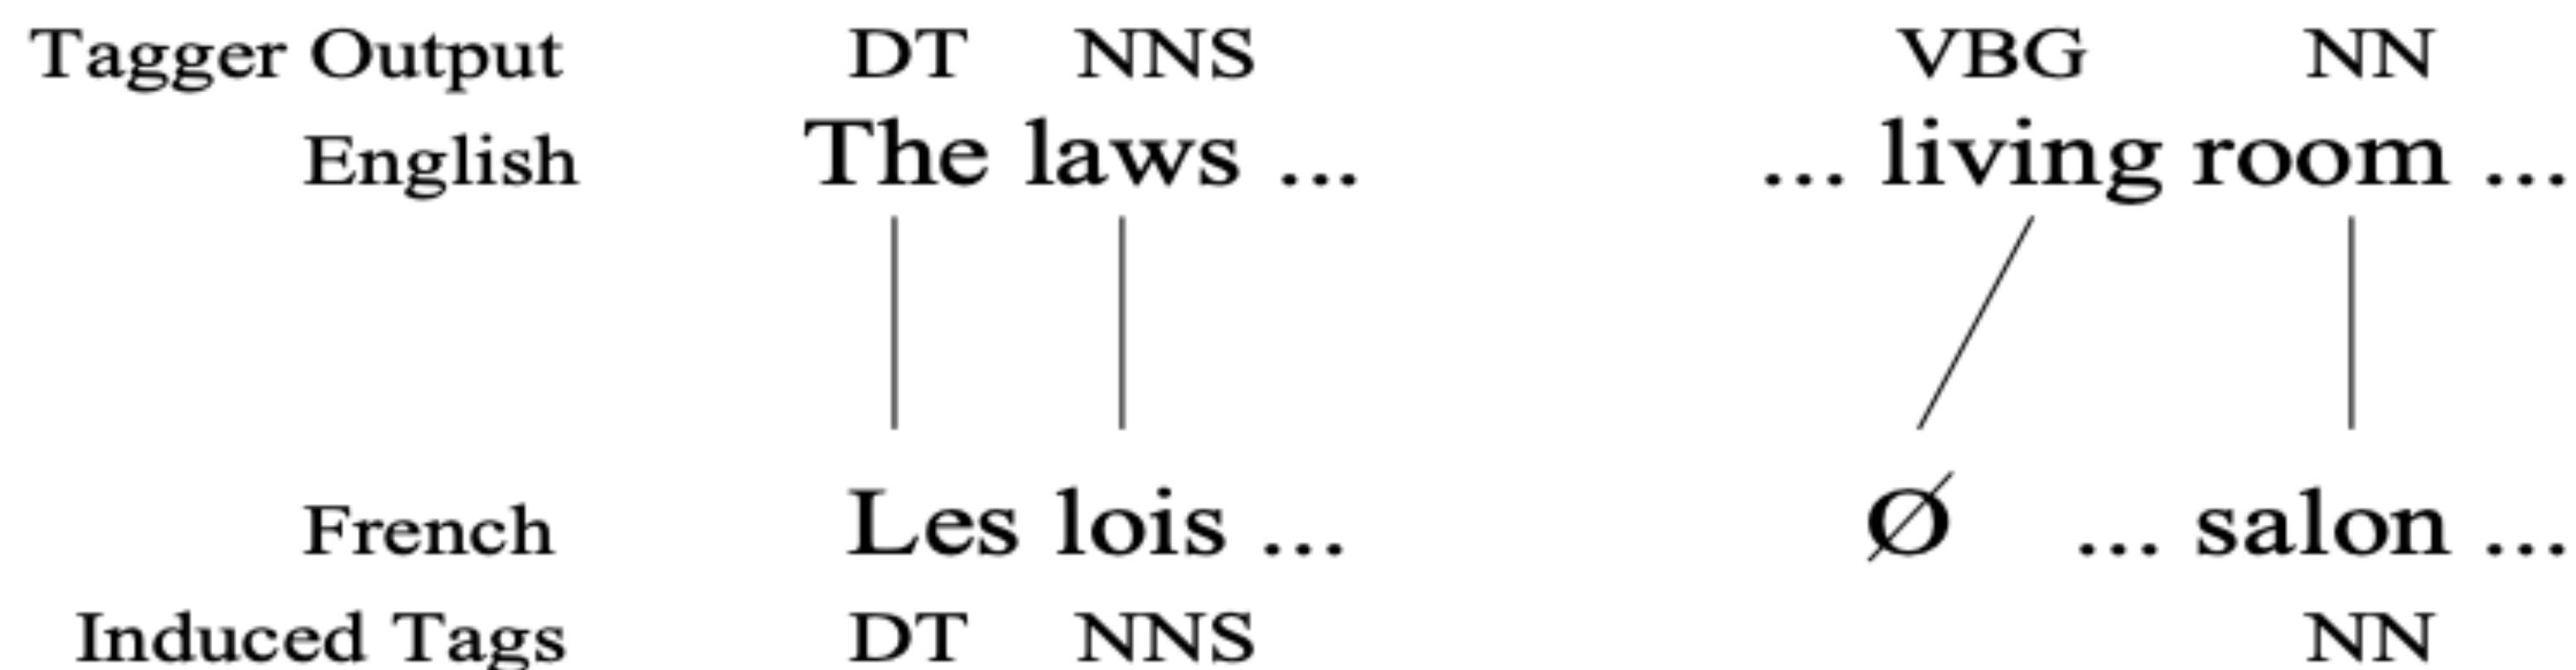 Tagger Output DT NNS VBG NN
English The laws ... ... living room ...
French Les lois ... Ø ... salon ...
Induced Tags DT NNS NN